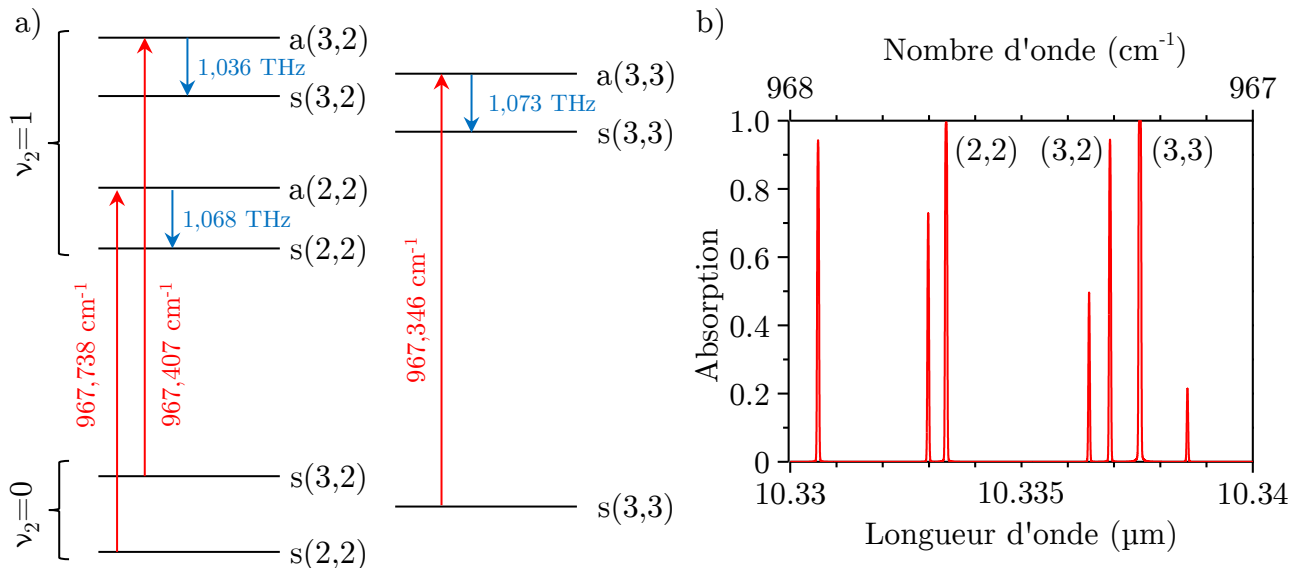 a)
ν₂=1
a(3,2)
1,036 THz
s(3,2)
a(2,2)
1,068 THz
s(2,2)
a(3,3)
1,073 THz
s(3,3)
967,738 cm⁻¹
967,407 cm⁻¹
967,346 cm⁻¹
ν₂=0
s(3,2)
s(2,2)
s(3,3)
b)
Nombre d'onde (cm⁻¹)
968 967
(2,2) (3,2) (3,3)
Absorption
1.0
0.8
0.6
0.4
0.2
0
10.33 10.335 10.34
Longueur d'onde (µm)